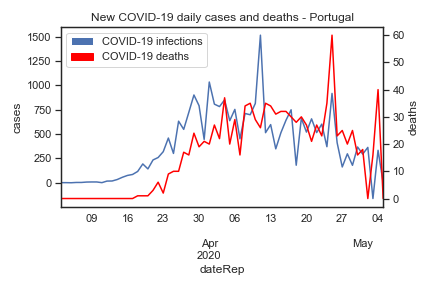 New COVID-19 daily cases and deaths - Portugal
COVID-19 infections
COVID-19 deaths
1500
1250
1000
750
500
250
0
cases
60
50
40
30
20
10
0
deaths
09 16 23 30 06 13 20 27 04
Apr May
2020
dateRep